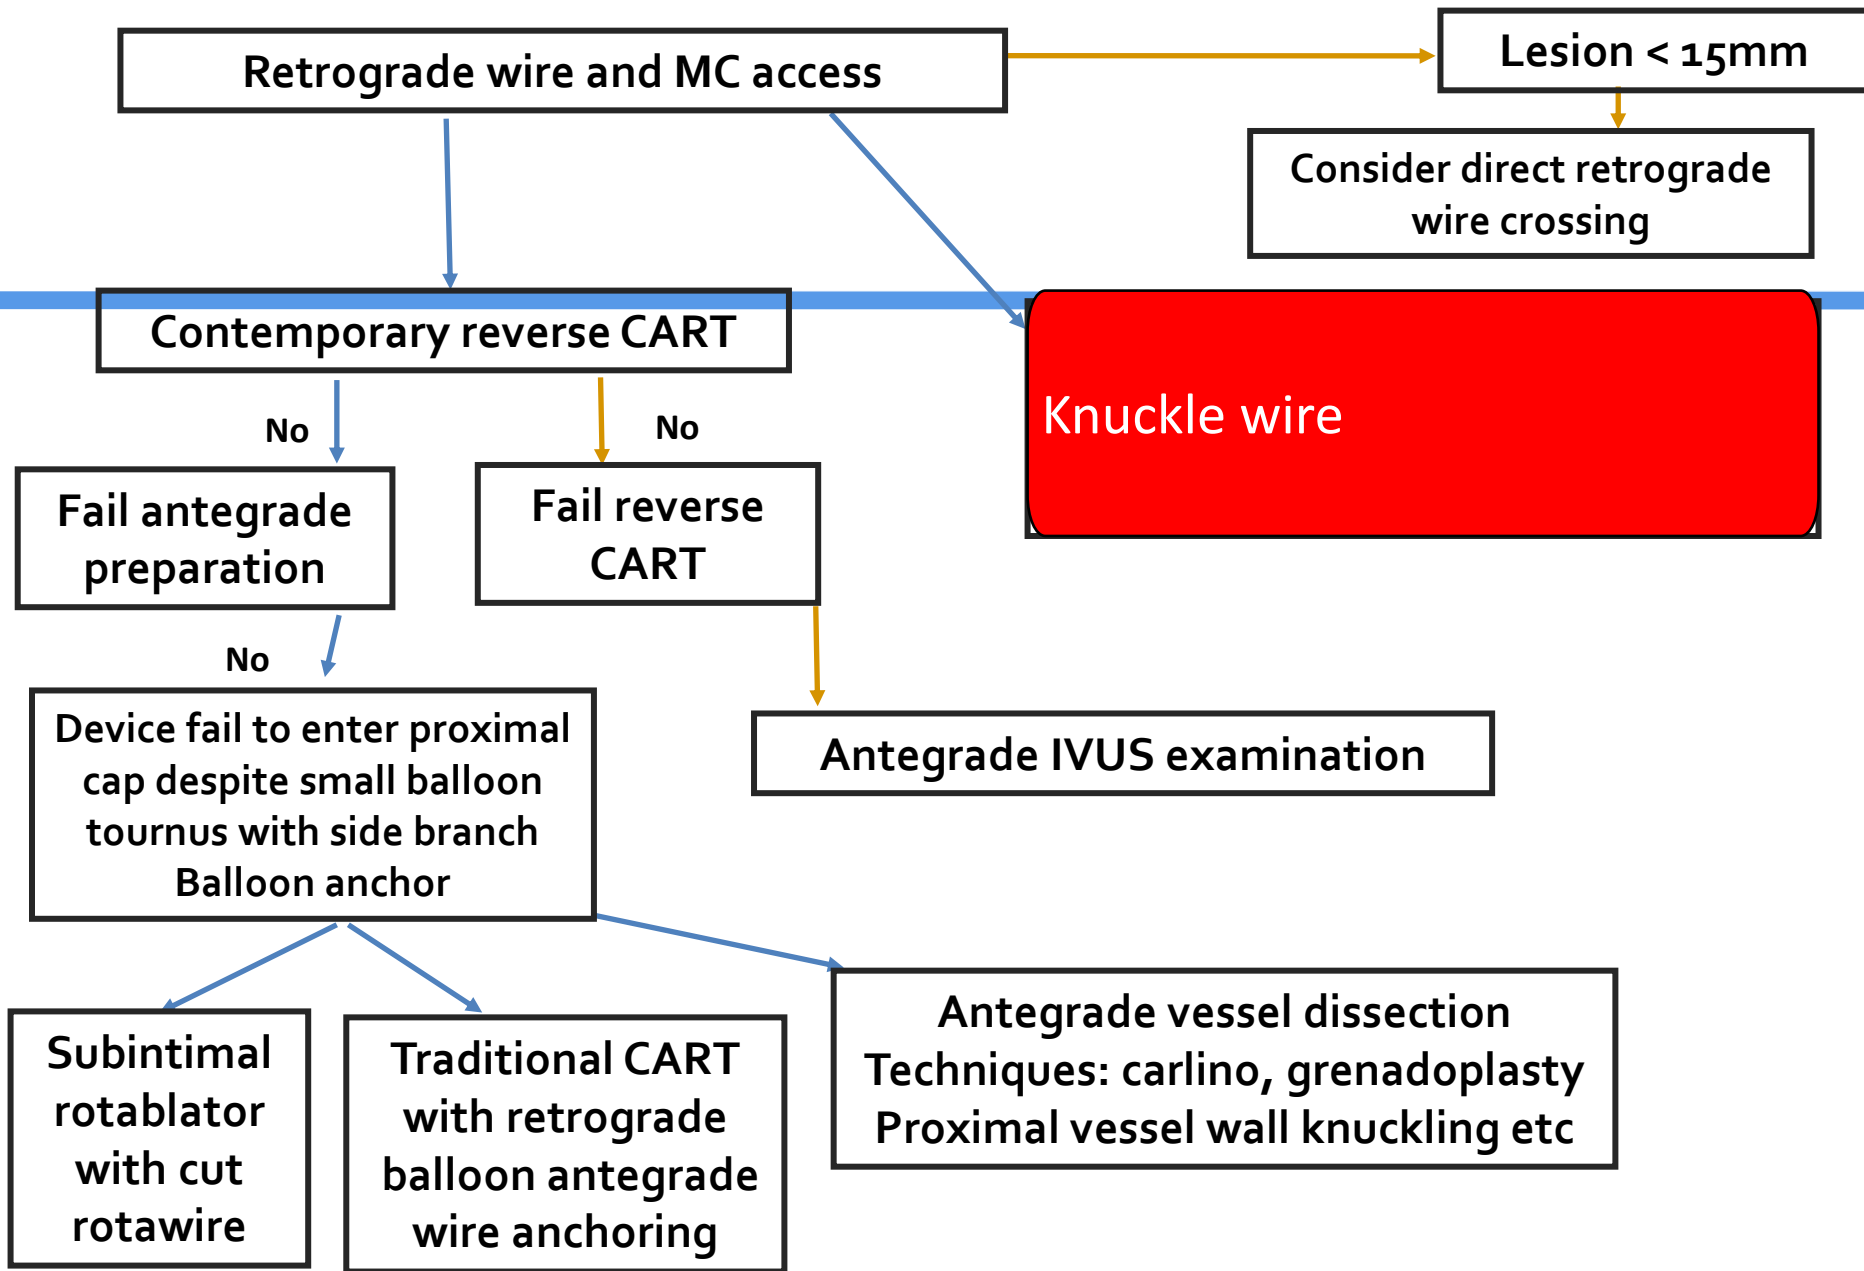 Retrograde wire and MC access
Lesion < 15mm
Consider direct retrograde
wire crossing
Contemporary reverse CART
Knuckle wire
No
No
Fail antegrade
preparation
Fail reverse
CART
No
Device fail to enter proximal
cap despite small balloon
tournus with side branch
Balloon anchor
Antegrade IVUS examination
Subintimal
rotablator
with cut
rotawire
Traditional CART
with retrograde
balloon antegrade
wire anchoring
Antegrade vessel dissection
Techniques: carlino, grenadoplasty
Proximal vessel wall knuckling etc